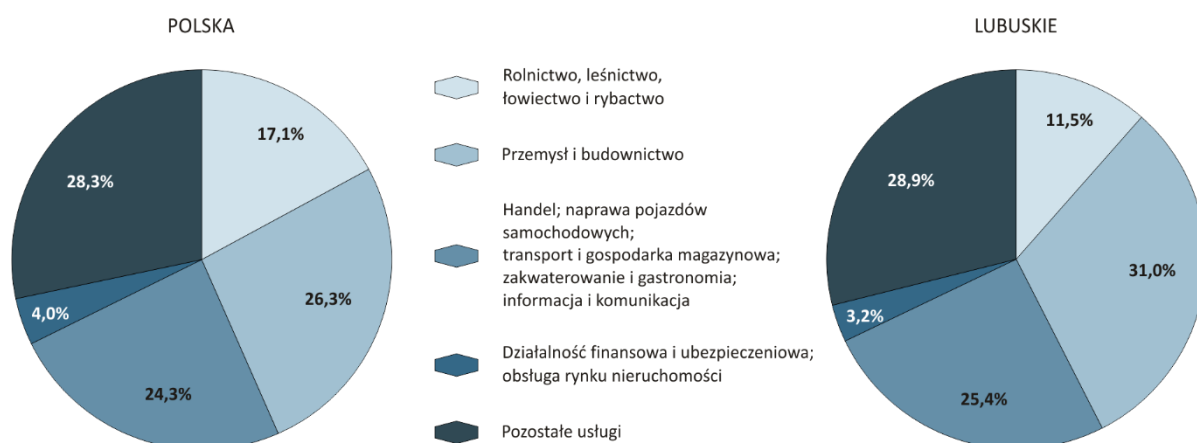 POLSKA
17,1%
26,3%
24,3%
4,0%
28,3%
Rolnictwo, leśnictwo,
łowiectwo i rybactwo
Przemysł i budownictwo
Handel; naprawa pojazdów
samochodowych;
transport i gospodarka magazynowa;
zakwaterowanie i gastronomia;
informacja i komunikacja
Działalność finansowa i ubezpieczeniowa;
obsługa rynku nieruchomości
Pozostałe usługi
LUBUSKIE
11,5%
31,0%
25,4%
3,2%
28,9%